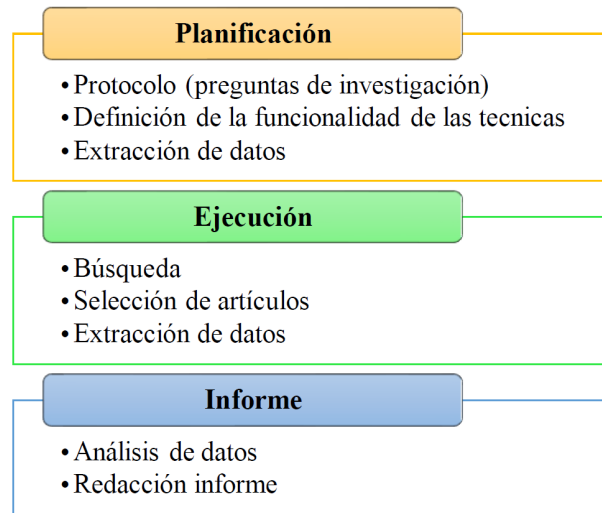 Planificación
•Protocolo (preguntas de investigación)
•Definición de la funcionalidad de las tecnicas
•Extracción de datos
Ejecución
•Búsqueda
•Selección de artículos
•Extracción de datos
Informe
•Análisis de datos
•Redacción informe